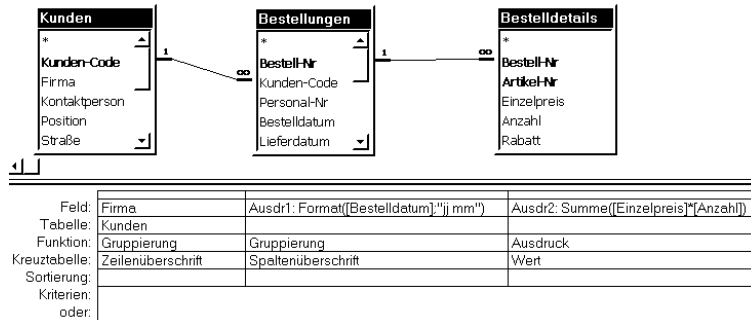 Kunden
*
Kunden-Code
Firma
Kontaktperson
Position
Straße
1
∞
Bestellungen
*
Bestell-Nr
Kunden-Code
Personal-Nr
Bestelldatum
Lieferdatum
1
∞
Bestelldetails
*
Bestell-Nr
Artikel-Nr
Einzelpreis
Anzahl
Rabatt
Feld: Firma Ausdr1: Format([Bestelldatum];"jj mm") Ausdr2: Summe([Einzelpreis]*[Anzahl])
Tabelle: Kunden
Funktion: Gruppierung Gruppierung Ausdruck
Kreuztabelle: Zeilenüberschrift Spaltenüberschrift Wert
Sortierung:
Kriterien:
oder: